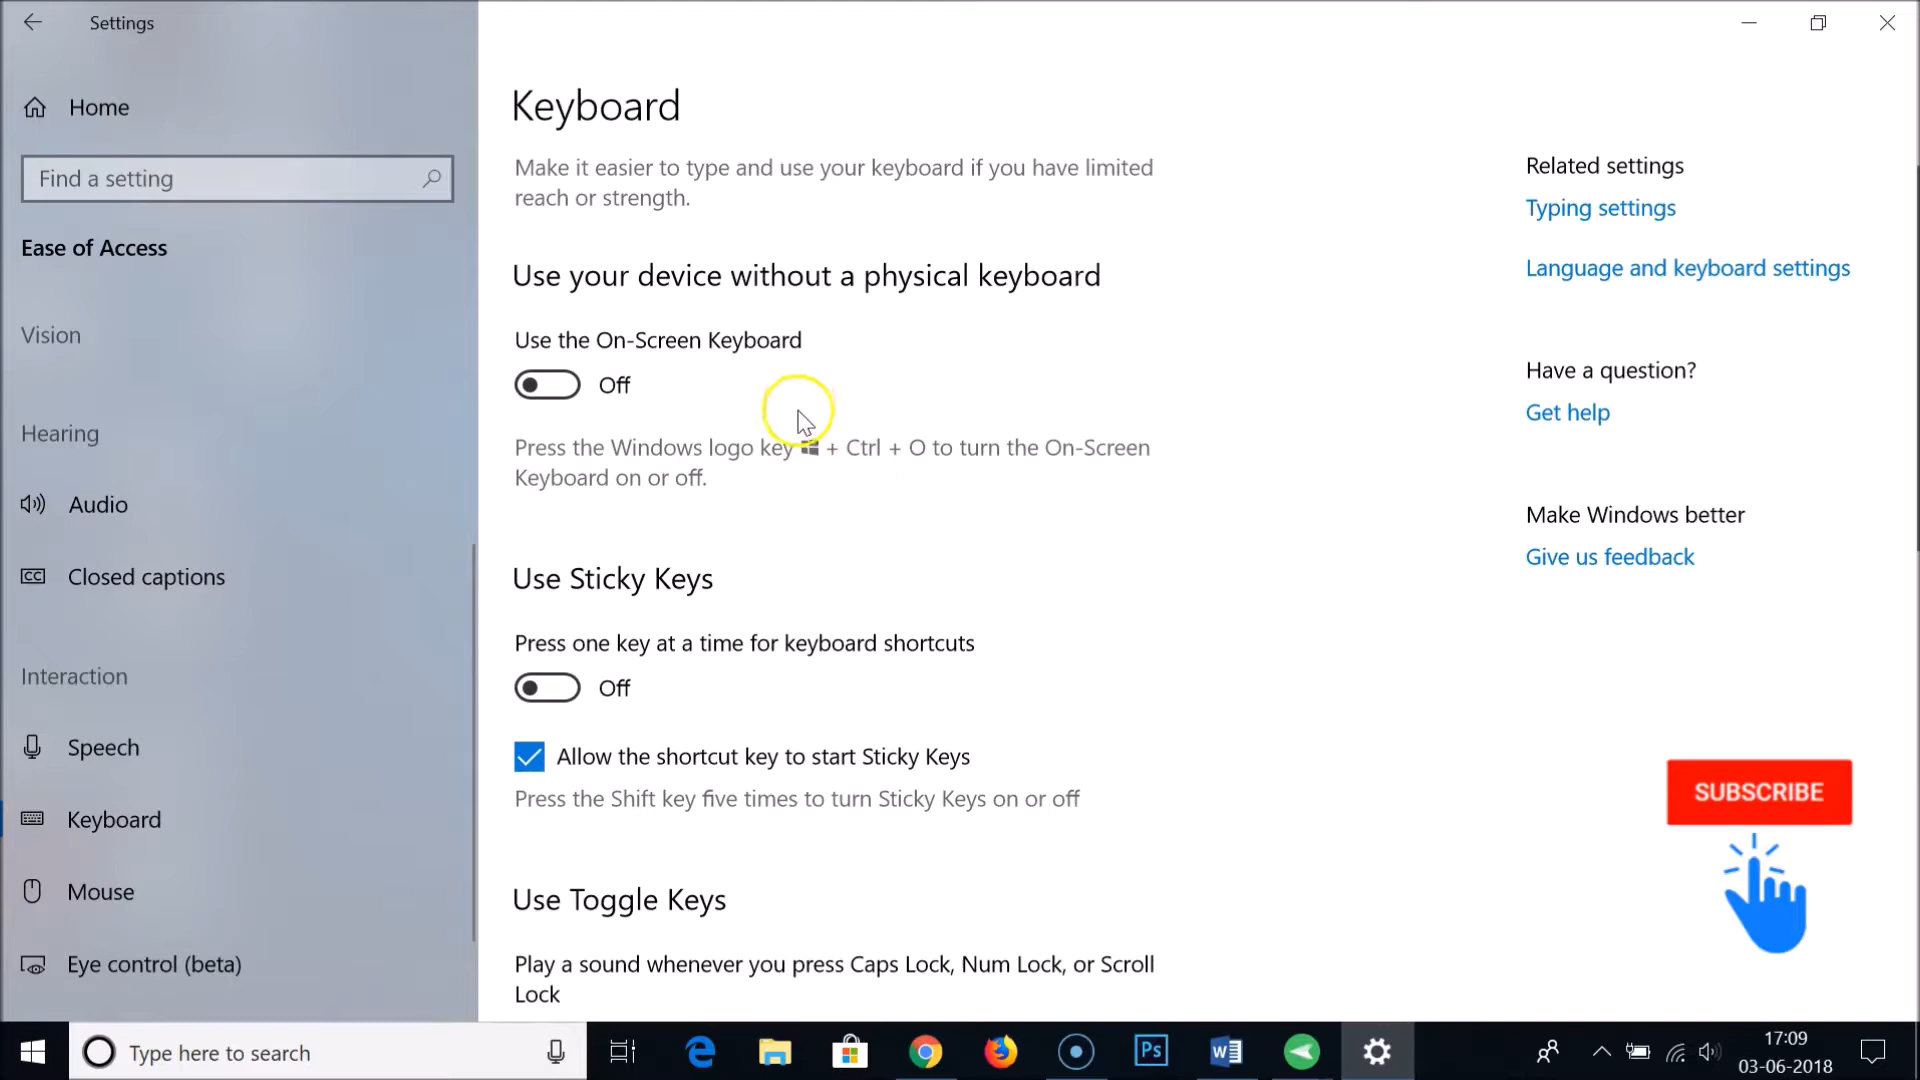 Settings
Home
Find a setting
Ease of Access
Vision
Hearing
Audio
CC
Closed captions
Interaction
Speech
Keyboard
Mouse
Eye control (beta)
Keyboard
Make it easier to type and use your keyboard if you have limited
reach or strength.
Use your device without a physical keyboard
Use the On-Screen Keyboard
Off
Press the Windows logo key + Ctrl + O to turn the On-Screen
Keyboard on or off.
Use Sticky Keys
Press one key at a time for keyboard shortcuts
Off
Allow the shortcut key to start Sticky Keys
Press the Shift key five times to turn Sticky Keys on or off
Use Toggle Keys
Play a sound whenever you press Caps Lock, Num Lock, or Scroll
Lock
Related settings
Typing settings
Language and keyboard settings
Have a question?
Get help
Make Windows better
Give us feedback
SUBSCRIBE
Type here to search
Ps
W
17:09
03-06-2018